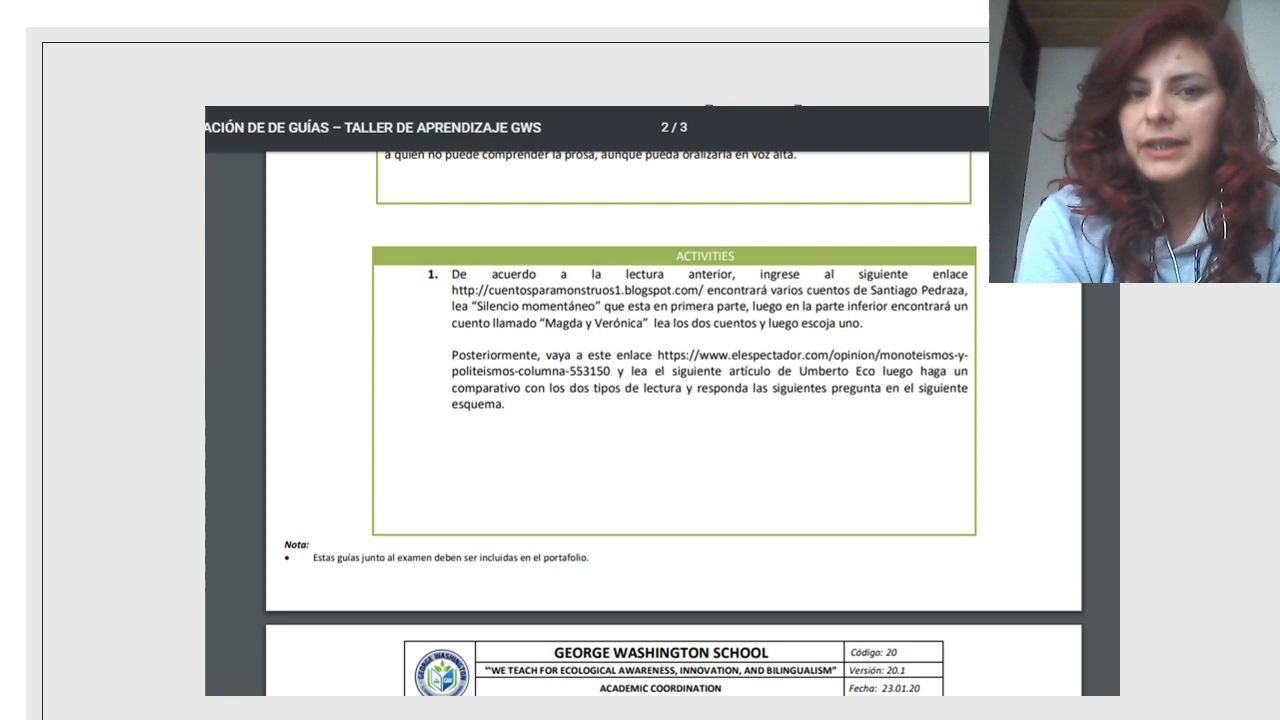 ACIÓN DE DE GUÍAS – TALLER DE APRENDIZAJE GWS 2 / 3
a quien no puede comprender la prosa, aunque pueda oralizarla en voz alta.
ACTIVITIES
1. De acuerdo a la lectura anterior, ingrese al siguiente enlace
http://cuentosparamonstruos1.blogspot.com/ encontrará varios cuentos de Santiago Pedraza,
lea “Silencio momentáneo” que esta en primera parte, luego en la parte inferior encontrará un
cuento llamado “Magda y Verónica” lea los dos cuentos y luego escoja uno.
Posteriormente, vaya a este enlace https://www.elespectador.com/opinion/monoteismos-y-
politeismos-columna-553150 y lea el siguiente artículo de Umberto Eco luego haga un
comparativo con los dos tipos de lectura y responda las siguientes pregunta en el siguiente
esquema.
Nota:
• Estas guías junto al examen deben ser incluidas en el portafolio.
GEORGE WASHINGTON SCHOOL Código: 20
“WE TEACH FOR ECOLOGICAL AWARENESS, INNOVATION, AND BILINGUALISM” Versión: 20.1
ACADEMIC COORDINATION Fecha: 23.01.20
GEORGE WASHINGTON
GW